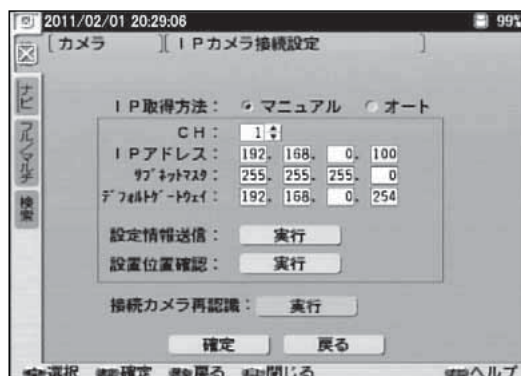 2011/02/01 20:29:06 99%
[カメラ ][IPカメラ接続設定 ]
ナビ
フル/マルチ
検索
IP取得方法： マニュアル オート
CH： 1
IPアドレス： 192. 168. 0. 100
ｻﾌﾞﾈｯﾄﾏｽｸ： 255. 255. 255. 0
ﾃﾞﾌｫﾙﾄｹﾞｰﾄｳｪｲ： 192. 168. 0. 254
設定情報送信： 実行
設置位置確認： 実行
接続カメラ再認識： 実行
確定 戻る
選択 確定 戻る 閉じる ヘルプ